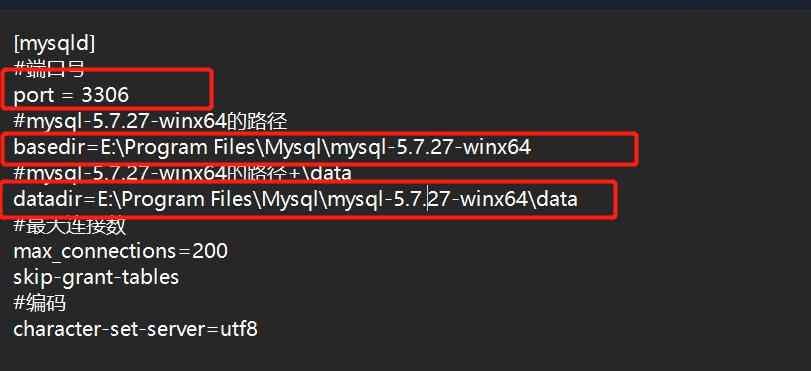 [mysqld]
#端口号
port = 3306
#mysql-5.7.27-winx64的路径
basedir=E:\Program Files\Mysql\mysql-5.7.27-winx64
#mysql-5.7.27-winx64的路径+\data
datadir=E:\Program Files\Mysql\mysql-5.7.27-winx64\data
#最大连接数
max_connections=200
skip-grant-tables
#编码
character-set-server=utf8